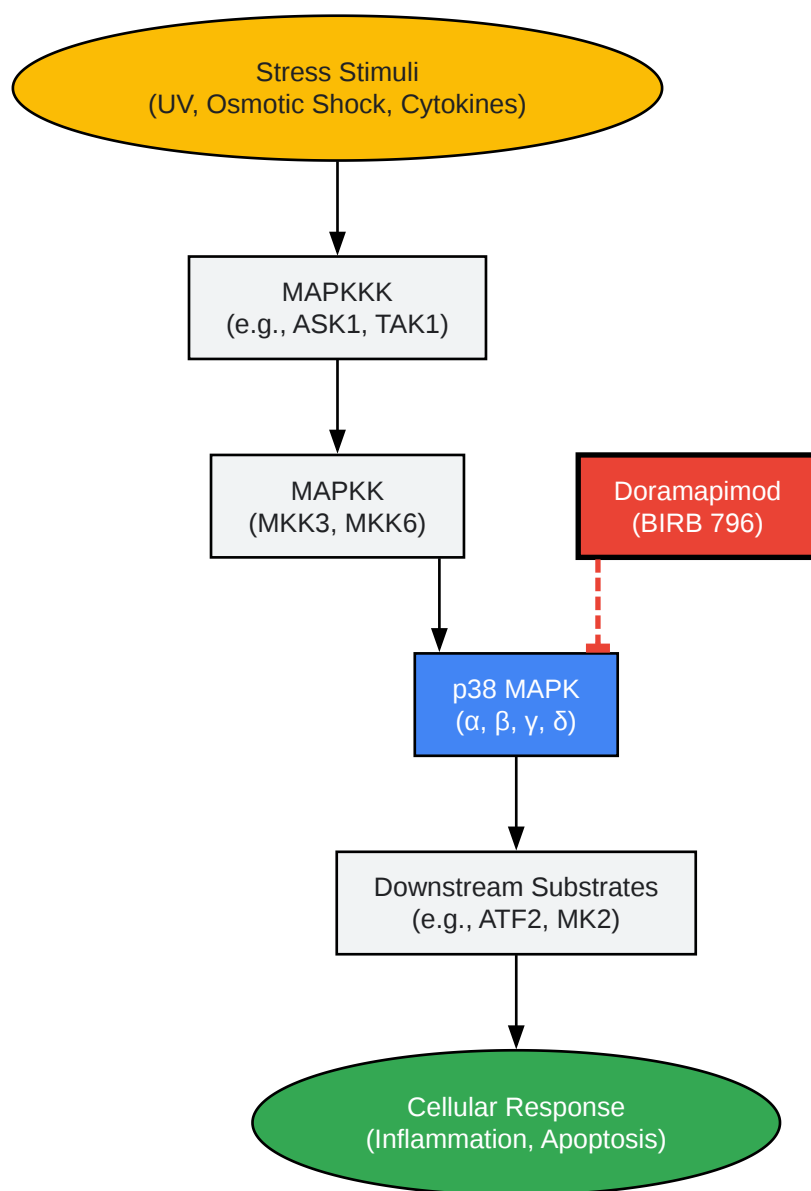 Stress Stimuli
(UV, Osmotic Shock, Cytokines)
MAPKKK
(e.g., ASK1, TAK1)
MAPKK
(MKK3, MKK6)
Doramapimod
(BIRB 796)
p38 MAPK
(α, β, γ, δ)
Downstream Substrates
(e.g., ATF2, MK2)
Cellular Response
(Inflammation, Apoptosis)